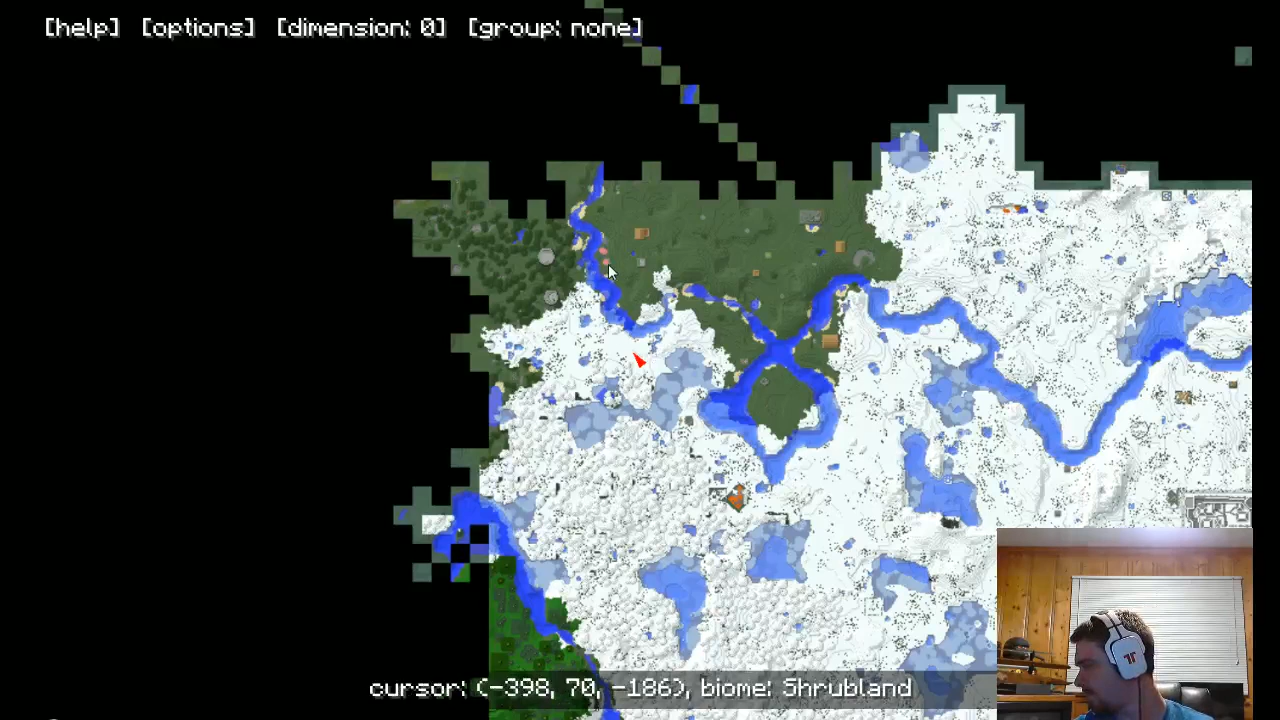 [help] [options] [dimension: 0] [group: none]
cursor: (-398, 70, -186), biome: Shrubland